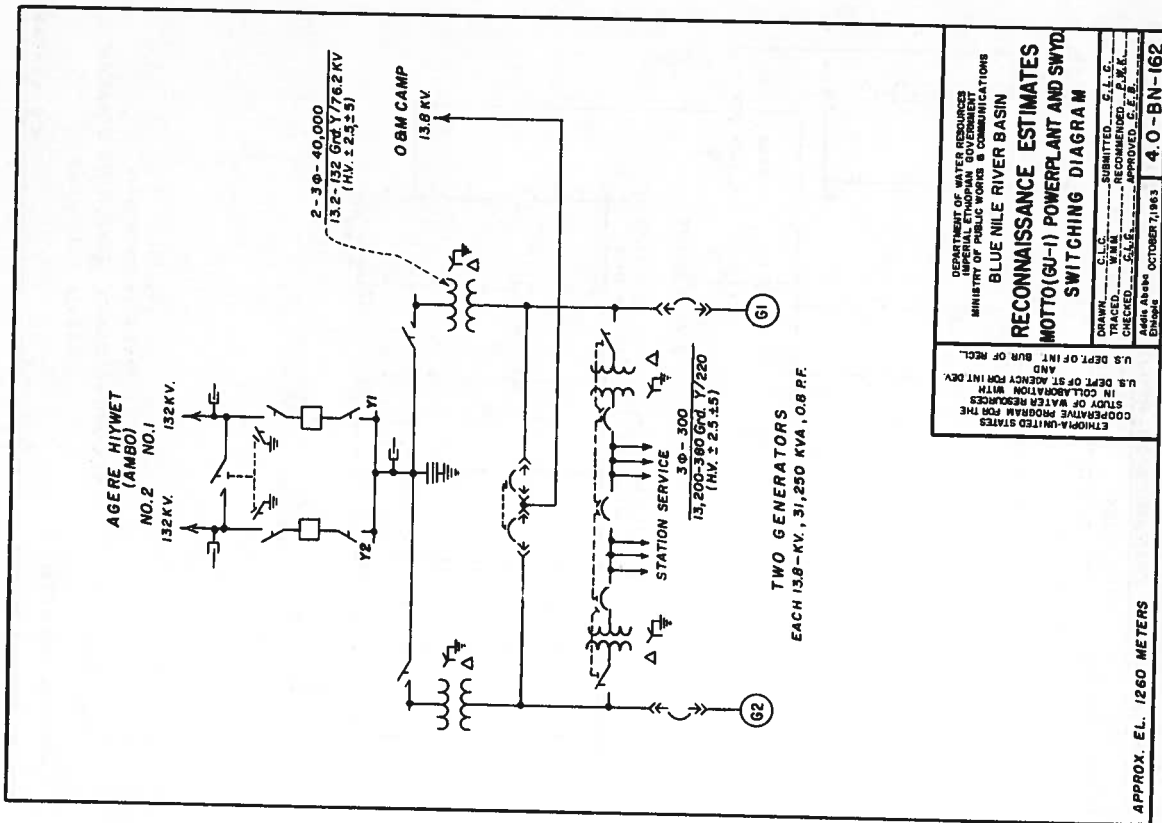 AGERE HIYWET
(AMBO)
NO. 2 NO. 1
132KV. 132KV.
Y2 Y1
2-3Φ-40,000
13.2-132 Grd. Y/76.2 KV
(H.V. ± 2.5, ± 5)
O&M CAMP
13.8 KV.
STATION SERVICE
3Φ-300
13,200-380 Grd. Y/220
(H.V. ± 2.5 ± 5)
G2 G1
TWO GENERATORS
EACH 13.8-KV., 31,250 KVA, 0.8 P.F.
APPROX. EL. 1260 METERS
ETHIOPIA-UNITED STATES
COOPERATIVE PROGRAM FOR THE
STUDY OF WATER RESOURCES
IN COLLABORATION WITH
U.S. DEPT. OF ST. AGENCY FOR INT. DEV.
AND
U.S. DEPT. OF INT. BUR. OF RECL.
DEPARTMENT OF WATER RESOURCES
IMPERIAL ETHIOPIAN GOVERNMENT
MINISTRY OF PUBLIC WORKS & COMMUNICATIONS
BLUE NILE RIVER BASIN
RECONNAISSANCE ESTIMATES
MOTTO (GU-1) POWERPLANT AND SWYD.
SWITCHING DIAGRAM
DRAWN C.L.C. SUBMITTED C.L.C.
TRACED W.M.M. RECOMMENDED P.W.K.
CHECKED C.L.C. APPROVED C.E.B.
Addis Ababa
Ethiopia OCTOBER 7, 1963 4.0-BN-162